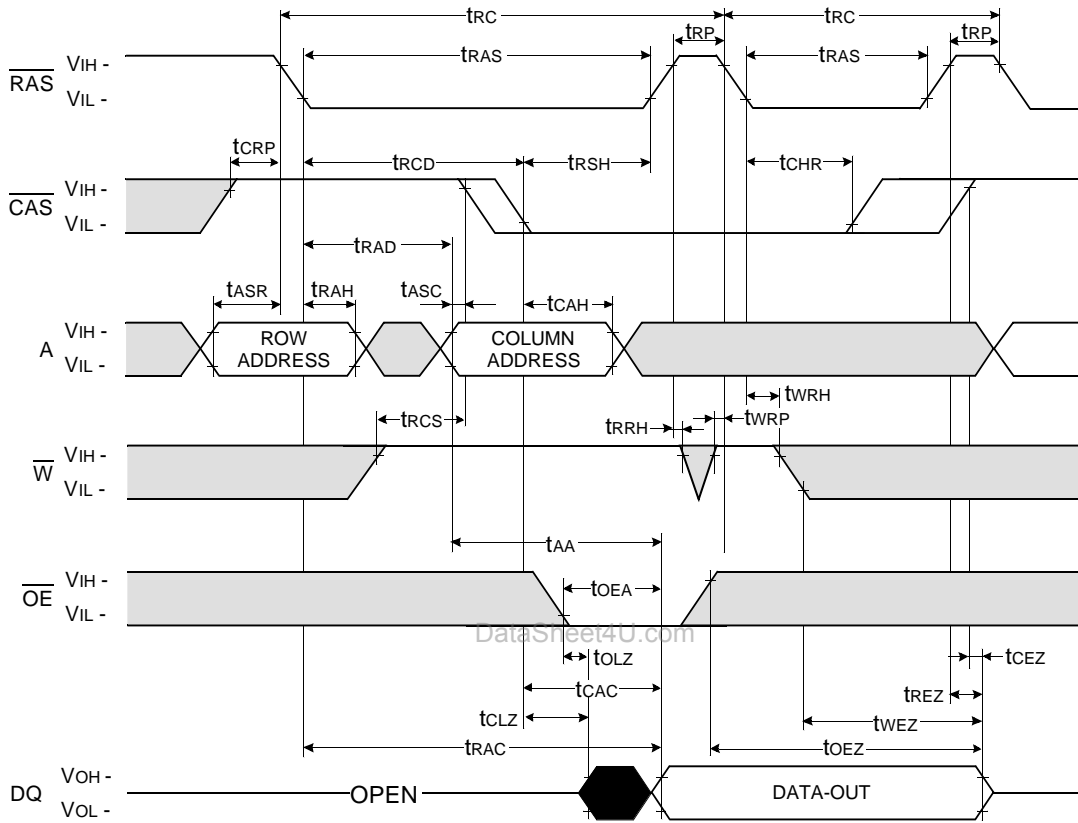 tRC tRC
tRP tRP
tRAS tRAS
RAS VIH -
VIL -
tCRP tRCD tRSH tCHR
CAS VIH -
VIL -
tRAD
tASR tRAH tASC tCAH
A VIH -
VIL -
ROW
ADDRESS
COLUMN
ADDRESS
tWRH
tRCS tRRH tWRP
W VIH -
VIL -
tAA
OE VIH -
VIL -
tOEA
DataSheet4U.com
tOLZ tCEZ
tCAC tREZ
tCLZ tWEZ
tRAC tOEZ
DQ VOH -
VOL -
OPEN DATA-OUT